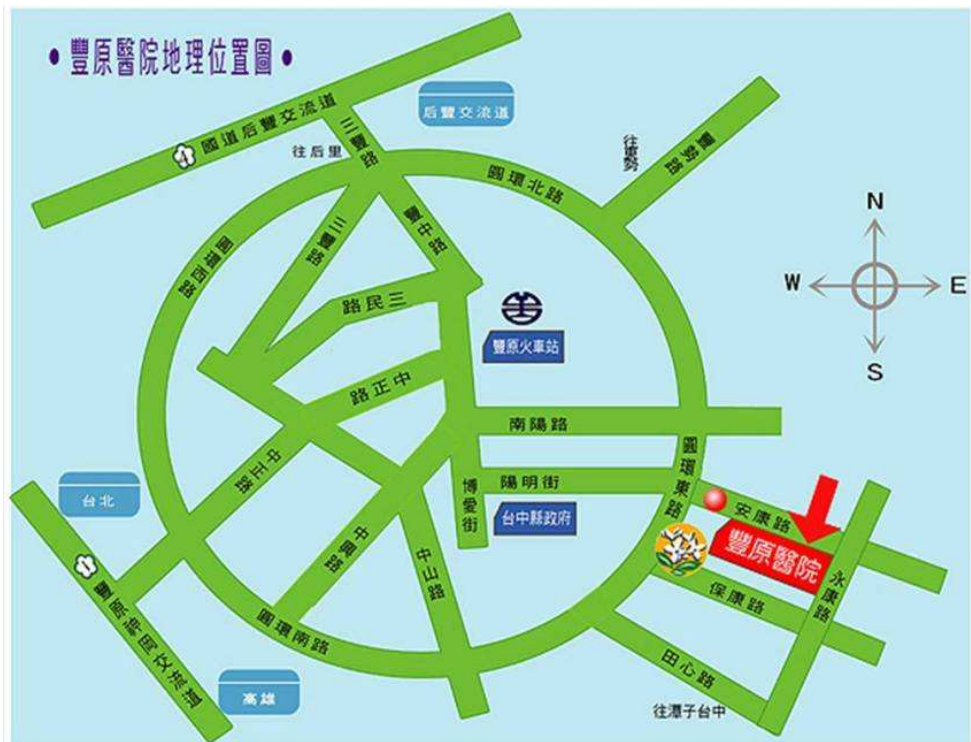 • 豐原醫院地理位置圖 •
后豐交流道
國道后豐交流道
4
往后里
三豐路
圓環北路
往東勢
豐勢路
豐中路
三豐路
圓環西路
N
W
E
S
路民三
豐原火車站
路正中
南陽路
中正路
圓環東路
陽明街
博愛街
台中縣政府
安康路
豐原醫院
永康路
保康路
台北
中興路
中山路
1
豐原神岡交流道
圓環南路
田心路
往潭子台中
高雄